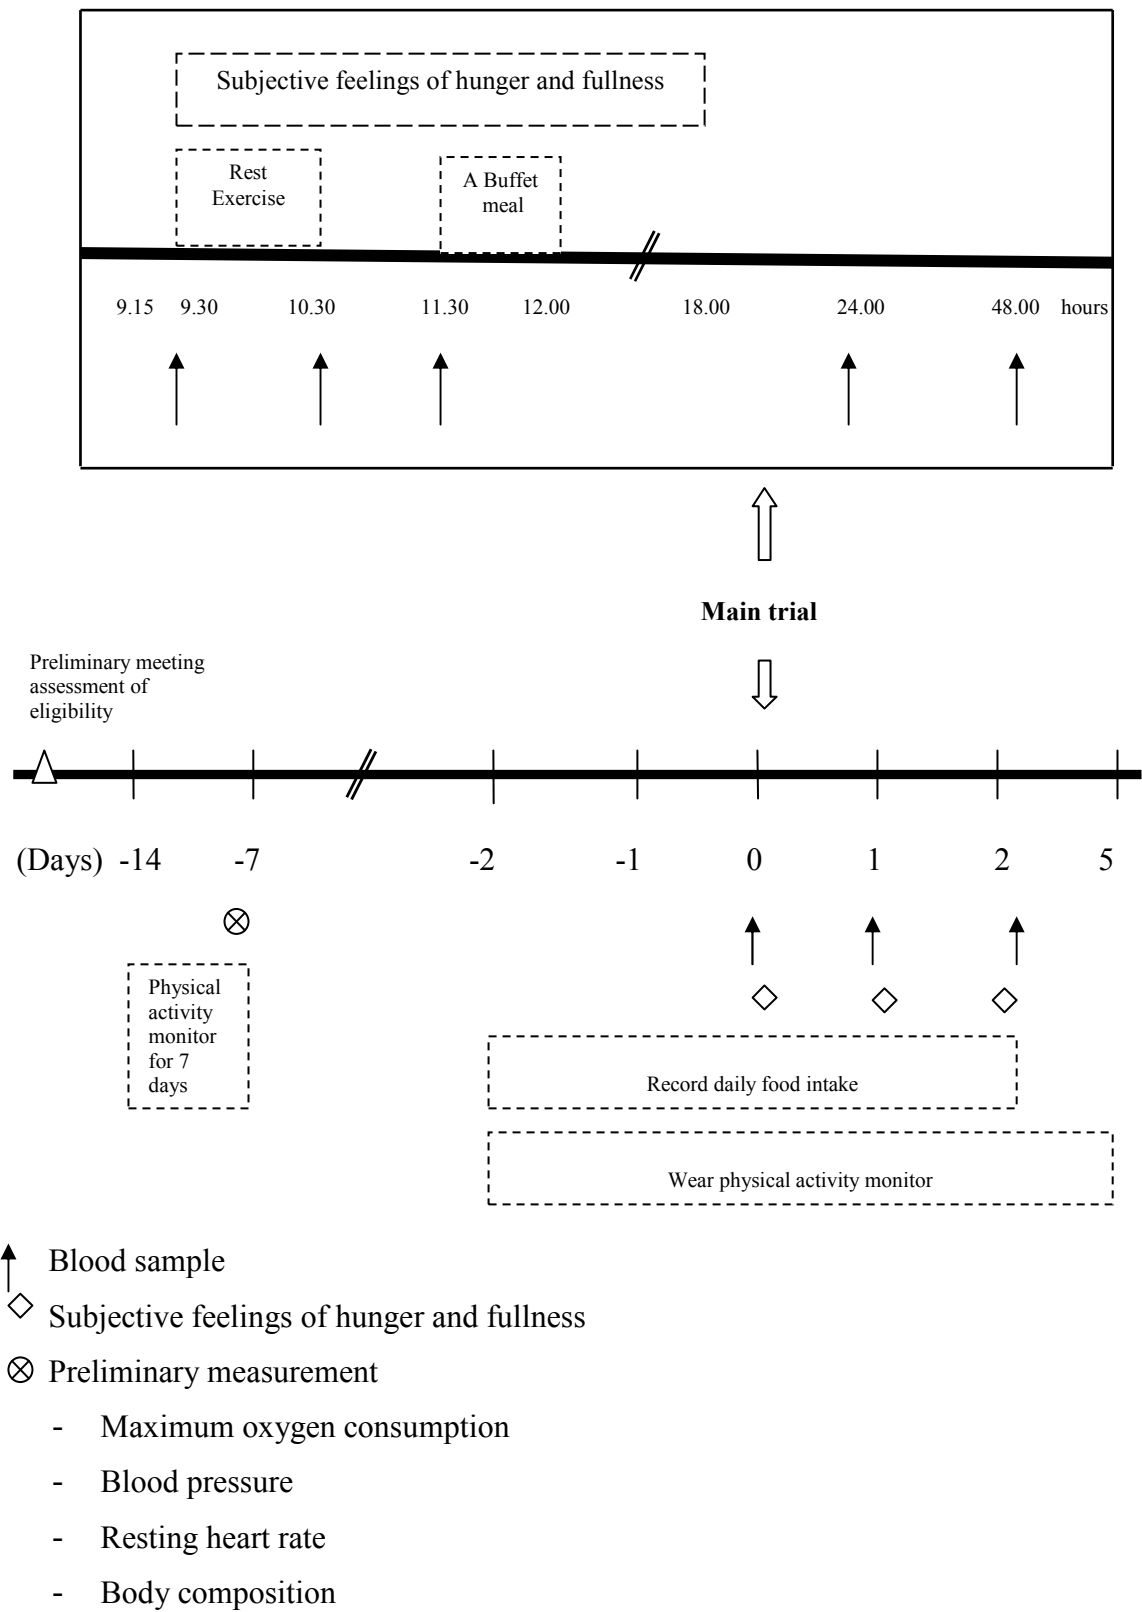 Subjective feelings of hunger and fullness
Rest
Exercise
A Buffet
meal
9.15 9.30 10.30 11.30 12.00 18.00 24.00 48.00 hours
Main trial
Preliminary meeting
assessment of
eligibility
(Days) -14 -7 -2 -1 0 1 2 5
Physical
activity
monitor
for 7
days
Record daily food intake
Wear physical activity monitor
Blood sample
Subjective feelings of hunger and fullness
Preliminary measurement
- Maximum oxygen consumption
- Blood pressure
- Resting heart rate
- Body composition